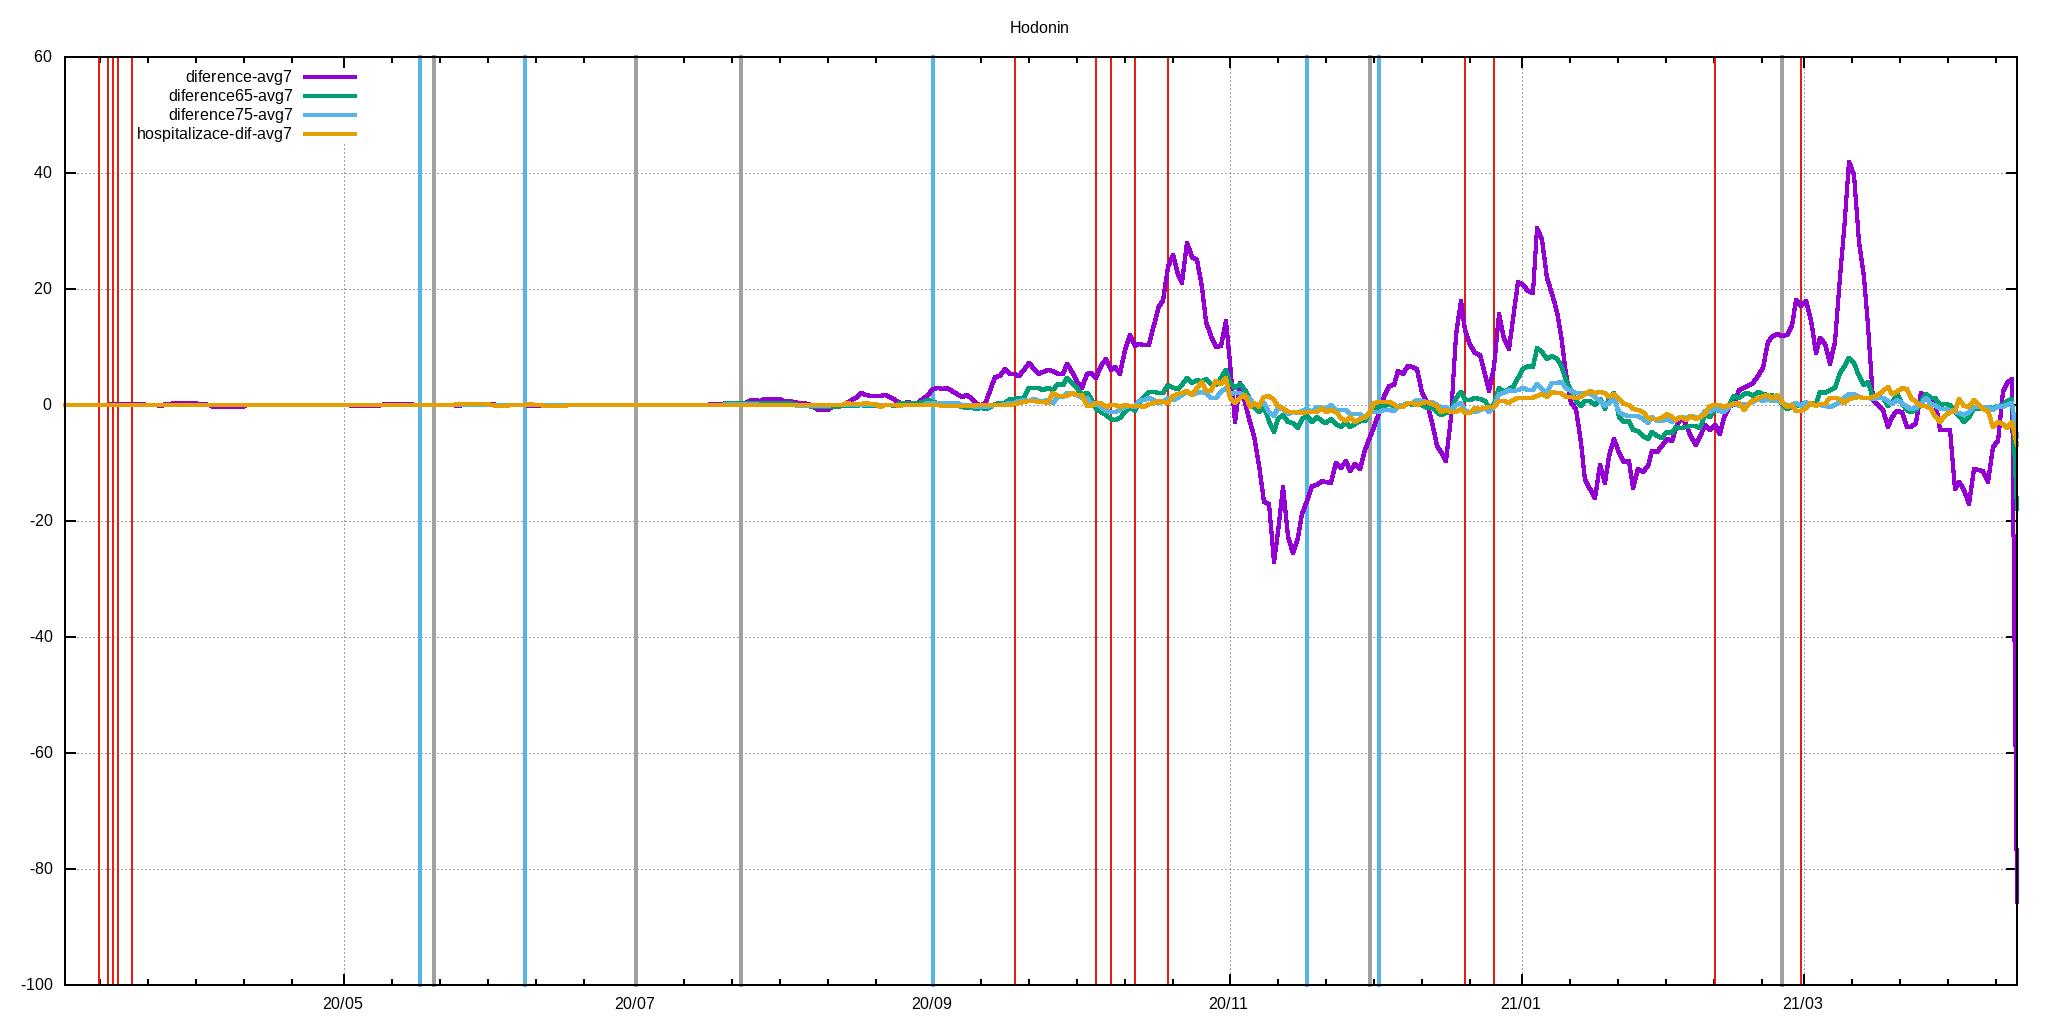 Hodonin
60
40
20
0
-20
-40
-60
-80
-100
diference-avg7
diference65-avg7
diference75-avg7
hospitalizace-dif-avg7
20/05 20/07 20/09 20/11 21/01 21/03